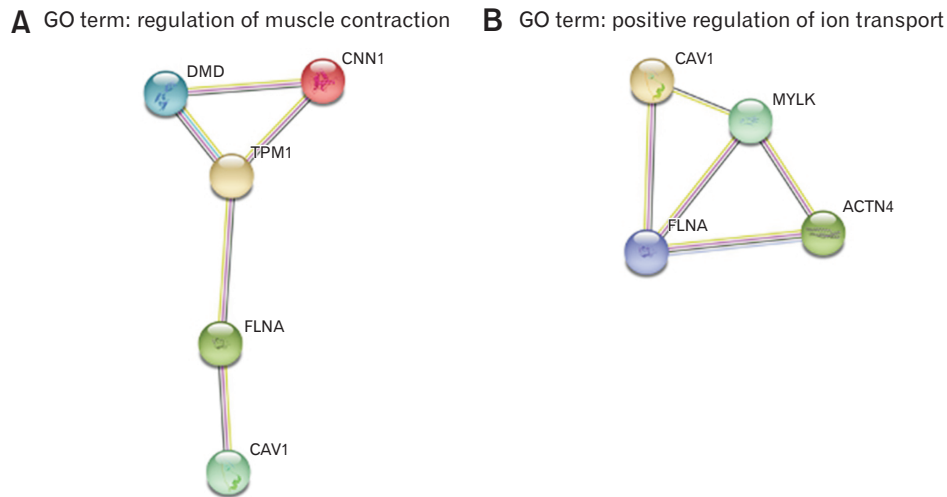 A GO term: regulation of muscle contraction
DMD
CNN1
TPM1
FLNA
CAV1
B GO term: positive regulation of ion transport
CAV1
MYLK
ACTN4
FLNA